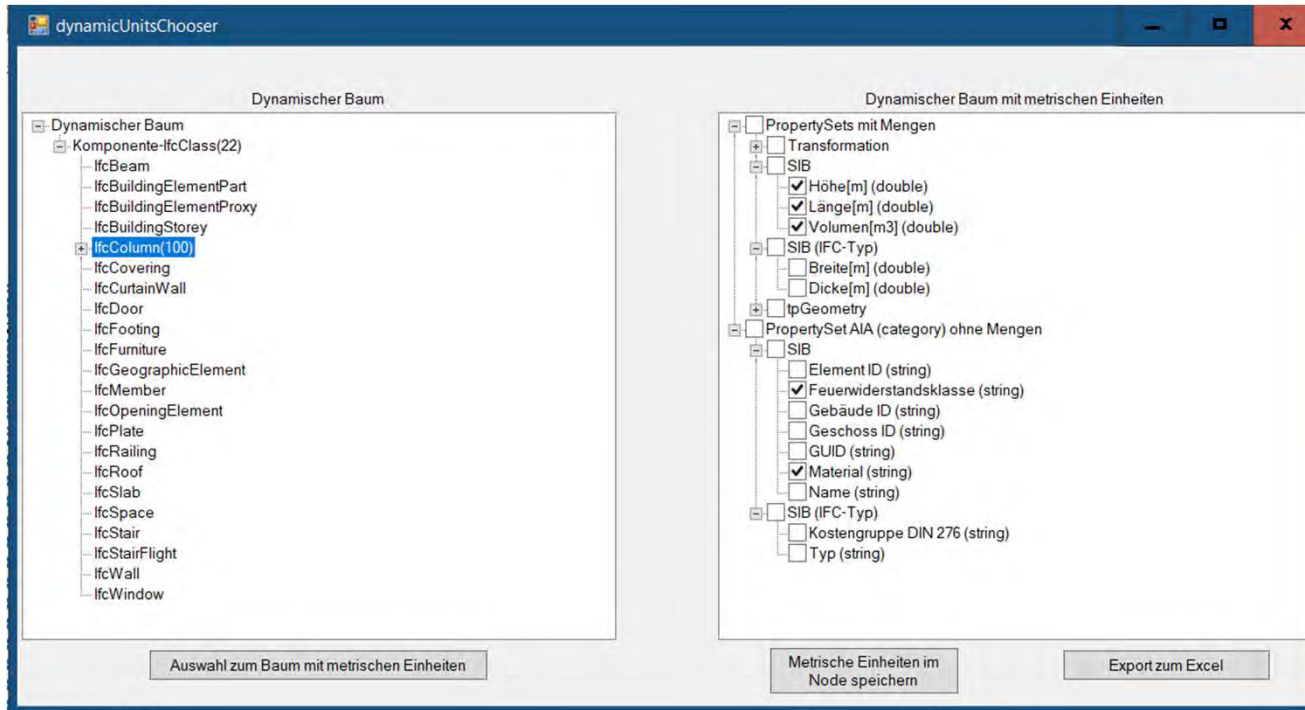 dynamicUnitsChooser
Dynamischer Baum
Dynamischer Baum
Komponente-IfcClass(22)
IfcBeam
IfcBuildingElementPart
IfcBuildingElementProxy
IfcBuildingStorey
IfcColumn(100)
IfcCovering
IfcCurtainWall
IfcDoor
IfcFooting
IfcFurniture
IfcGeographicElement
IfcMember
IfcOpeningElement
IfcPlate
IfcRailing
IfcRoof
IfcSlab
IfcSpace
IfcStair
IfcStairFlight
IfcWall
IfcWindow
Auswahl zum Baum mit metrischen Einheiten
Dynamischer Baum mit metrischen Einheiten
PropertySets mit Mengen
Transformation
SIB
Höhe[m] (double)
Länge[m] (double)
Volumen[m3] (double)
SIB (IFC-Typ)
Breite[m] (double)
Dicke[m] (double)
tpGeometry
PropertySet AIA (category) ohne Mengen
SIB
Element ID (string)
Feuerwiderstandsklasse (string)
Gebäude ID (string)
Geschoss ID (string)
GUID (string)
Material (string)
Name (string)
SIB (IFC-Typ)
Kostengruppe DIN 276 (string)
Typ (string)
Metrische Einheiten im
Node speichern
Export zum Excel